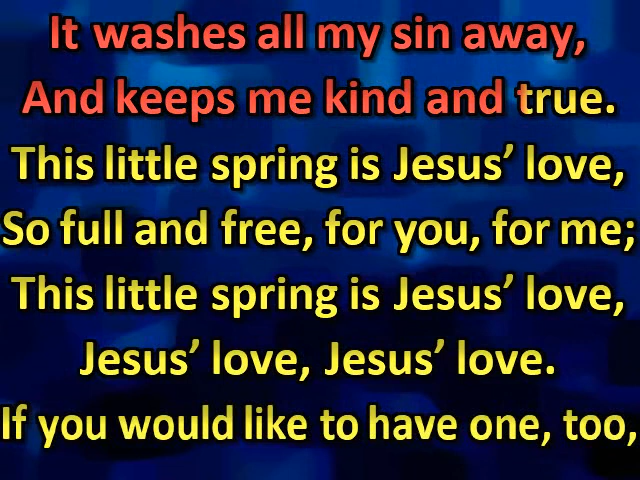 It washes all my sin away,
And keeps me kind and true.
This little spring is Jesus’ love,
So full and free, for you, for me;
This little spring is Jesus’ love,
Jesus’ love, Jesus’ love.
If you would like to have one, too,